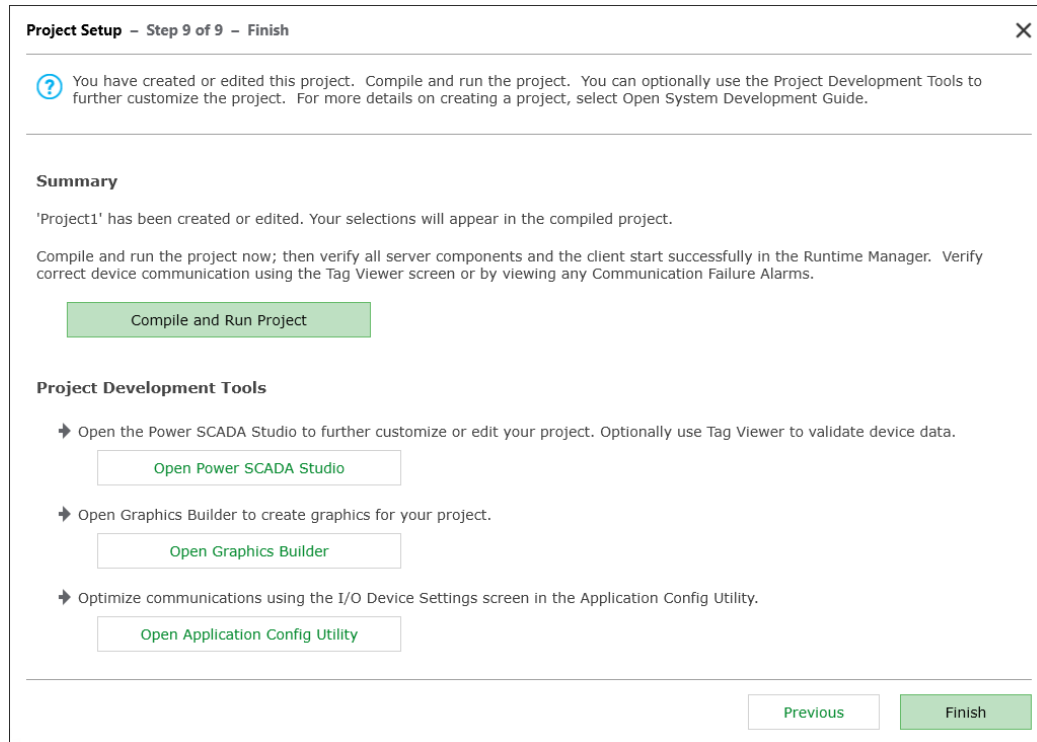 Project Setup – Step 9 of 9 – Finish
You have created or edited this project. Compile and run the project. You can optionally use the Project Development Tools to
further customize the project. For more details on creating a project, select Open System Development Guide.
Summary
'Project1' has been created or edited. Your selections will appear in the compiled project.
Compile and run the project now; then verify all server components and the client start successfully in the Runtime Manager. Verify
correct device communication using the Tag Viewer screen or by viewing any Communication Failure Alarms.
Compile and Run Project
Project Development Tools
Open the Power SCADA Studio to further customize or edit your project. Optionally use Tag Viewer to validate device data.
Open Power SCADA Studio
Open Graphics Builder to create graphics for your project.
Open Graphics Builder
Optimize communications using the I/O Device Settings screen in the Application Config Utility.
Open Application Config Utility
Previous Finish